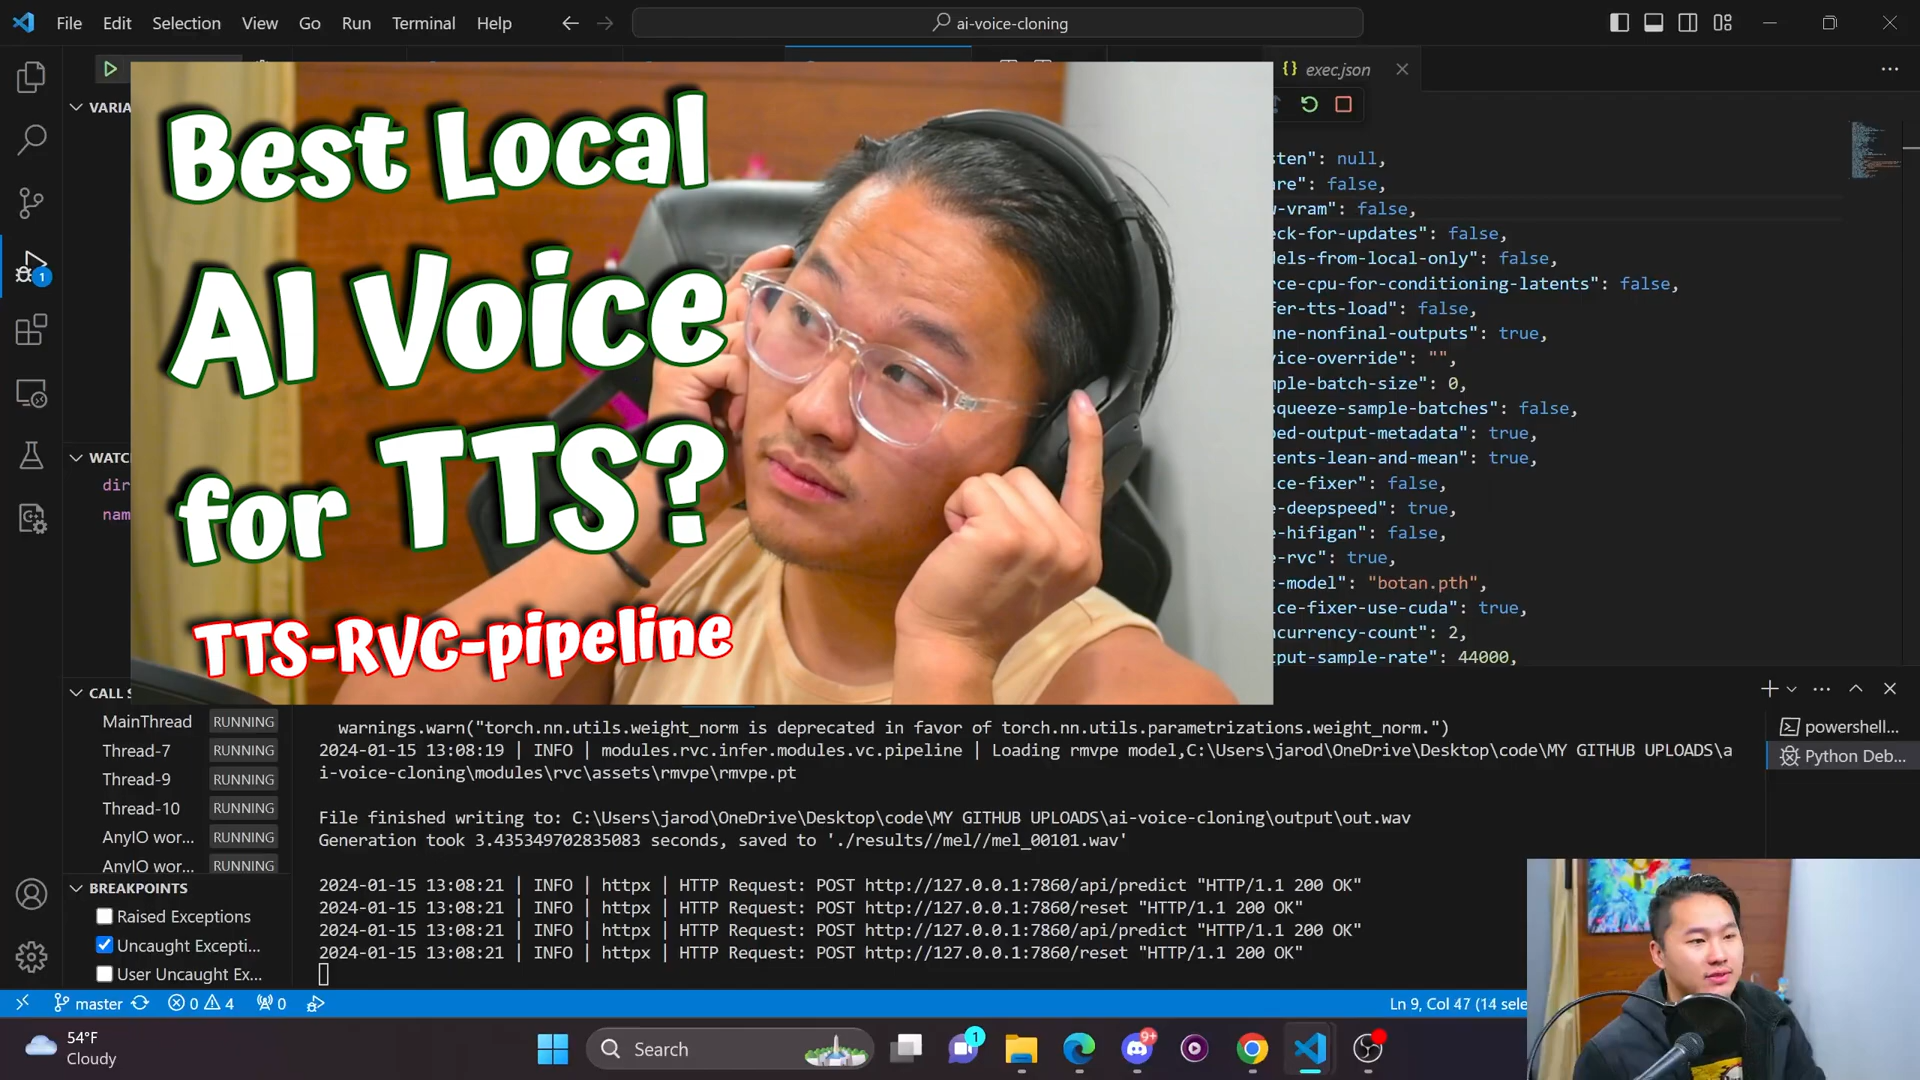 File Edit Selection View Go Run Terminal Help
ai-voice-cloning
exec.json
VARIA
Best Local
AI Voice
for TTS?
TTS-RVC-pipeline
sten": null,
re": false,
-vram": false,
ck-for-updates": false,
els-from-local-only": false,
rce-cpu-for-conditioning-latents": false,
fer-tts-load": false,
une-nonfinal-outputs": true,
vice-override": "",
mple-batch-size": 0,
squeeze-sample-batches": false,
bed-output-metadata": true,
tents-lean-and-mean": true,
ice-fixer": false,
e-deepspeed": true,
e-hifigan": false,
e-rvc": true,
c-model": "botan.pth",
ice-fixer-use-cuda": true,
ncurrency-count": 2,
tput-sample-rate": 44000,
WATC
dir
nam
CALL S
MainThread RUNNING
Thread-7 RUNNING
Thread-9 RUNNING
Thread-10 RUNNING
AnyIO wor... RUNNING
AnyIO wor... RUNNING
BREAKPOINTS
Raised Exceptions
Uncaught Excepti...
User Uncaught Ex...
warnings.warn("torch.nn.utils.weight_norm is deprecated in favor of torch.nn.utils.parametrizations.weight_norm.")
2024-01-15 13:08:19 | INFO | modules.rvc.infer.modules.vc.pipeline | Loading rmvpe model,C:\Users\jarod\OneDrive\Desktop\code\MY GITHUB UPLOADS\a
i-voice-cloning\modules\rvc\assets\rmvpe\rmvpe.pt
File finished writing to: C:\Users\jarod\OneDrive\Desktop\code\MY GITHUB UPLOADS\ai-voice-cloning\output\out.wav
Generation took 3.435349702835083 seconds, saved to './results//mel//mel_00101.wav'
2024-01-15 13:08:21 | INFO | httpx | HTTP Request: POST http://127.0.0.1:7860/api/predict "HTTP/1.1 200 OK"
2024-01-15 13:08:21 | INFO | httpx | HTTP Request: POST http://127.0.0.1:7860/reset "HTTP/1.1 200 OK"
2024-01-15 13:08:21 | INFO | httpx | HTTP Request: POST http://127.0.0.1:7860/api/predict "HTTP/1.1 200 OK"
2024-01-15 13:08:21 | INFO | httpx | HTTP Request: POST http://127.0.0.1:7860/reset "HTTP/1.1 200 OK"
powershell...
Python Deb...
master 0 4 0
Ln 9, Col 47 (14 sele
54°F
Cloudy
Search
1
9+